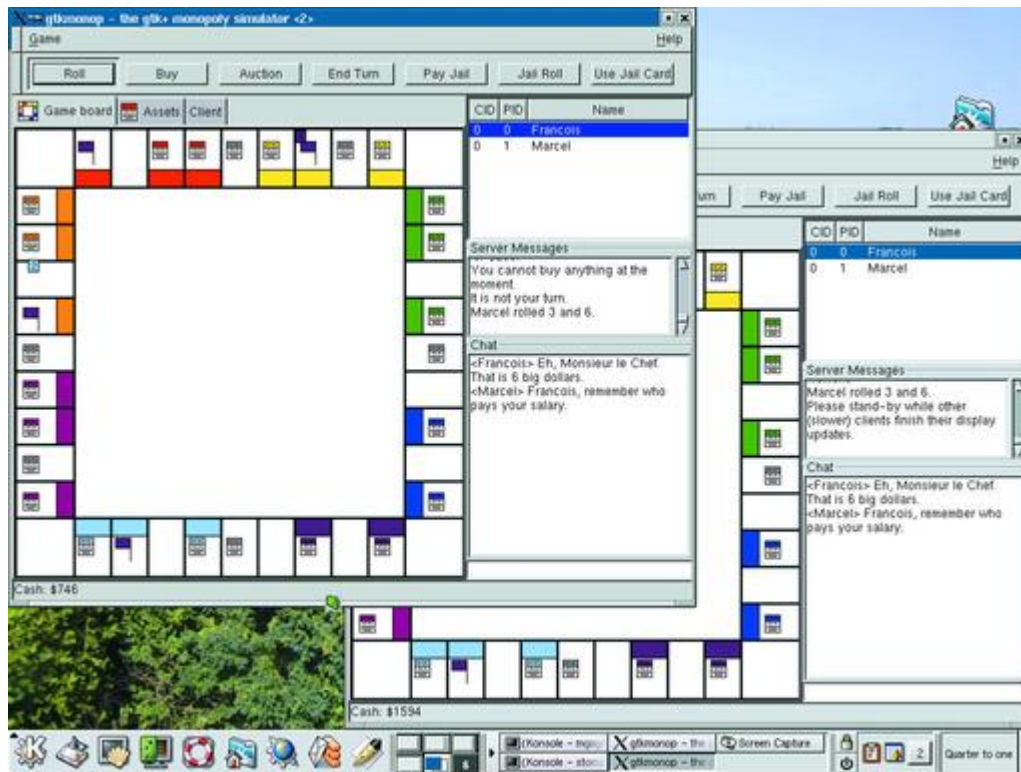 gtkmonop - the gtk+ monopoly simulator <2>
Game Help
Roll Buy Auction End Turn Pay Jail Jail Roll Use Jail Card
Game board Assets Client
CID PID Name
0 0 Francois
0 1 Marcel
Server Messages
You cannot buy anything at the
moment.
It is not your turn.
Marcel rolled 3 and 6.
Chat
<Francois> Eh, Monsieur le Chef.
That is 6 big dollars.
<Marcel> Francois, remember who
pays your salary.
Cash: $746
Help
Pay Jail Jail Roll Use Jail Card
CID PID Name
0 0 Francois
0 1 Marcel
Server Messages
Marcel rolled 3 and 6.
Please stand-by while other
(slower) clients finish their display
updates.
Chat
<Francois> Eh, Monsieur le Chef.
That is 6 big dollars.
<Marcel> Francois, remember who
pays your salary.
Cash: $1594
6
(Konsole - gtkmonop - the Screen Capture
(Konsole - gtkmonop - the
2
Quarter to one